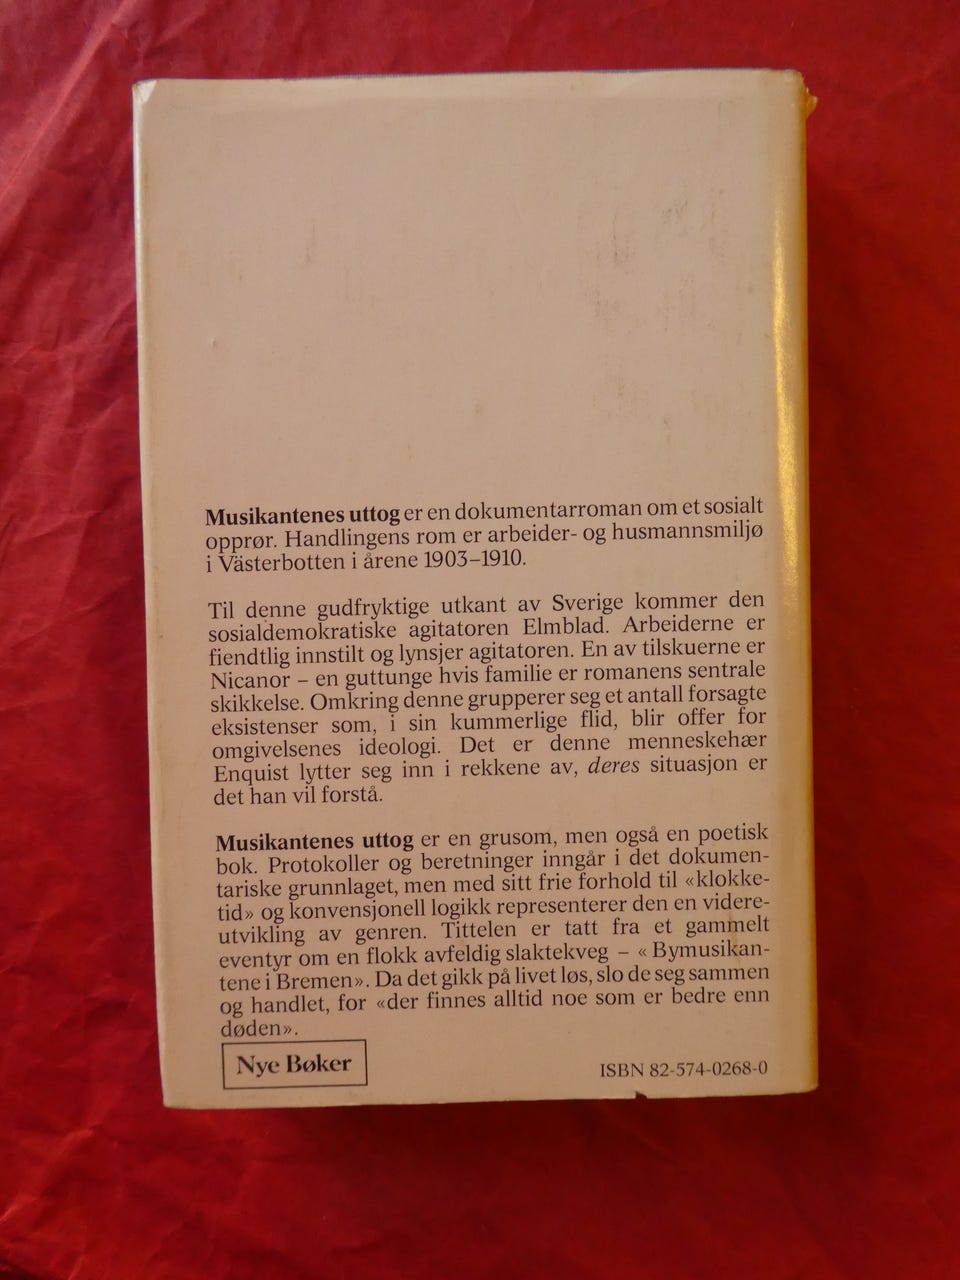 Musikantenes uttog er en dokumentarroman om et sosialt
opprør. Handlingens rom er arbeider- og husmannsmiljø
i Västerbotten i årene 1903–1910.
Til denne gudfryktige utkant av Sverige kommer den
sosialdemokratiske agitatoren Elmblad. Arbeiderne er
fiendtlig innstilt og lynsjer agitatoren. En av tilskuerne er
Nicanor – en guttunge hvis familie er romanens sentrale
skikkelse. Omkring denne grupperer seg et antall forsagte
eksistenser som, i sin kummerlige flid, blir offer for
omgivelsenes ideologi. Det er denne menneskehær
Enquist lytter seg inn i rekkene av, deres situasjon er
det han vil forstå.
Musikantenes uttog er en grusom, men også en poetisk
bok. Protokoller og beretninger inngår i det dokumen-
tariske grunnlaget, men med sitt frie forhold til «klokke-
tid» og konvensjonell logikk representerer den en videre-
utvikling av genren. Tittelen er tatt fra et gammelt
eventyr om en flokk avfeldig slaktekveg – « Bymusikan-
tene i Bremen». Da det gikk på livet løs, slo de seg sammen
og handlet, for «der finnes alltid noe som er bedre enn
døden».
Nye Bøker
ISBN 82-574-0268-0